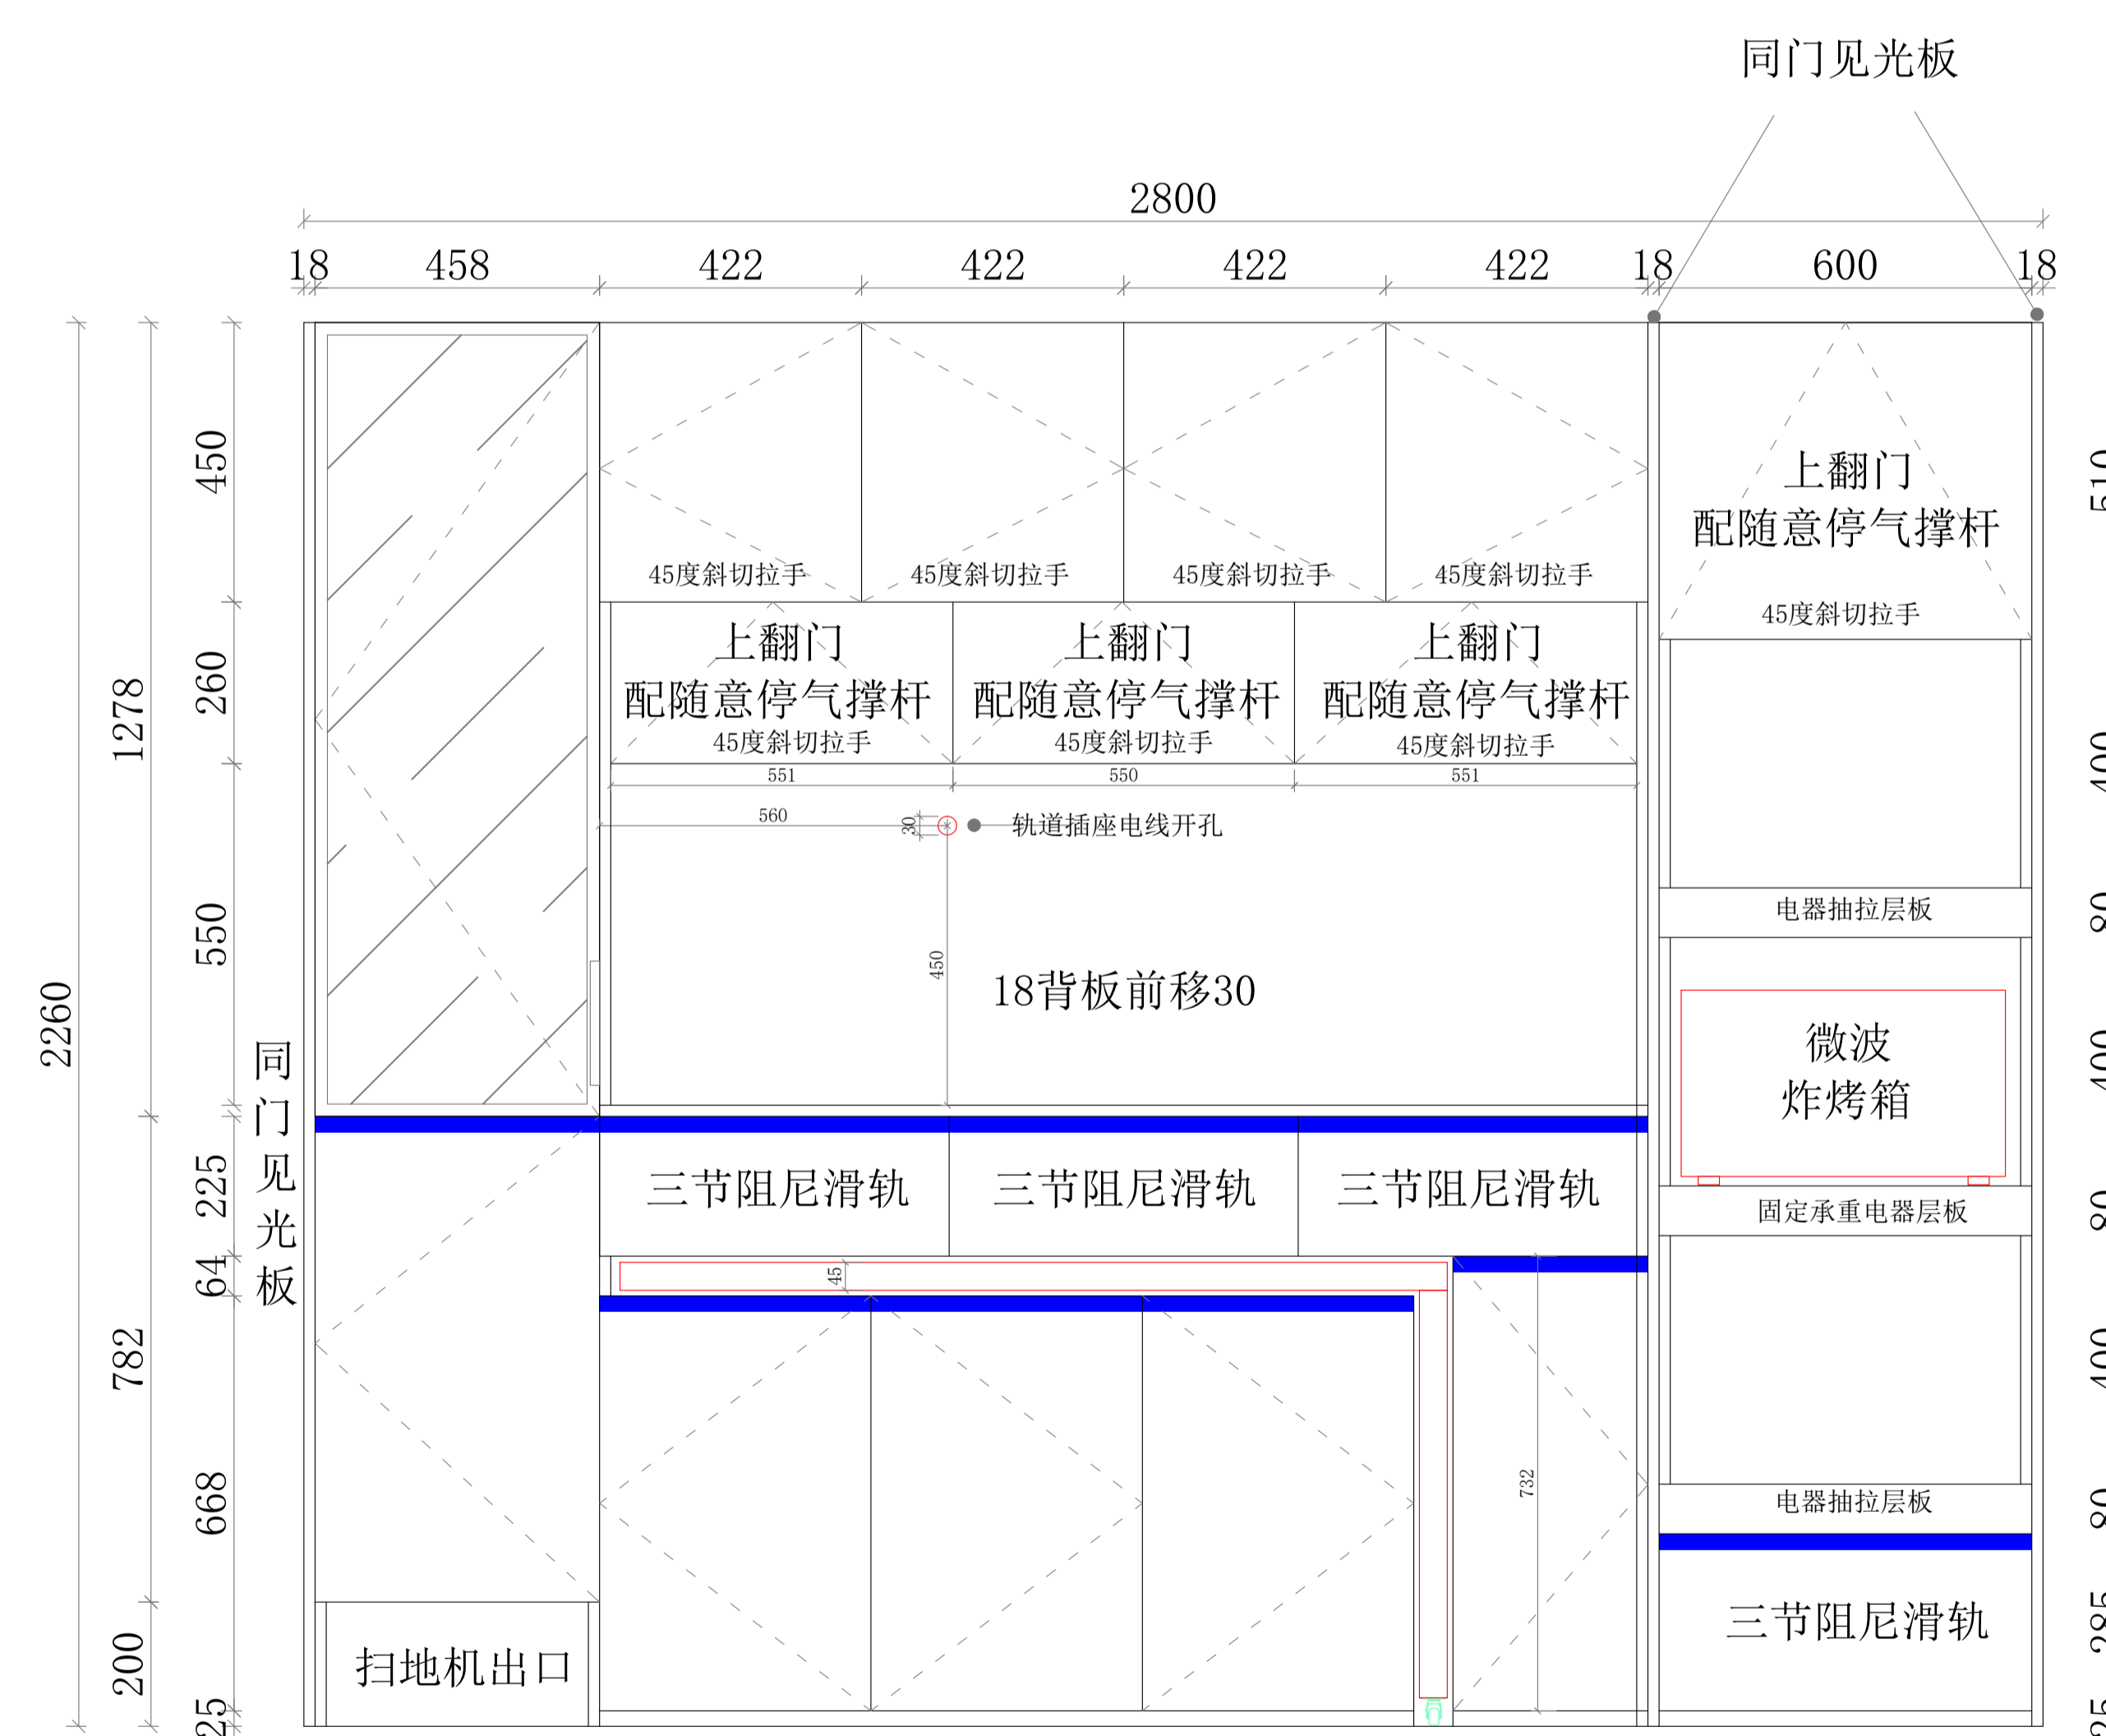 同门见光板
2800
18 458 422 422 422 422 18 600 18
450
260
550
225
64
668
25
1278
782
200
2260
同门见光板
45度斜切拉手 45度斜切拉手 45度斜切拉手 45度斜切拉手
上翻门 上翻门 上翻门
配随意停气撑杆 配随意停气撑杆 配随意停气撑杆
45度斜切拉手 45度斜切拉手 45度斜切拉手
551 550 551
560
30
轨道插座电线开孔
450
18背板前移30
三节阻尼滑轨 三节阻尼滑轨 三节阻尼滑轨
45
732
扫地机出口
上翻门
配随意停气撑杆
45度斜切拉手
电器抽拉层板
微波
炸烤箱
固定承重电器层板
电器抽拉层板
三节阻尼滑轨
510
400
80
400
80
400
80
285